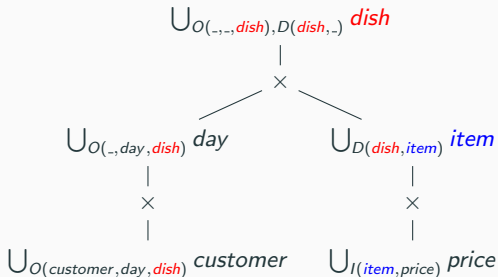 ⋃O(_,_,dish),D(dish,_) dish
×
⋃O(_,day,dish) day ⋃D(dish,item) item
× ×
⋃O(customer,day,dish) customer ⋃I(item,price) price